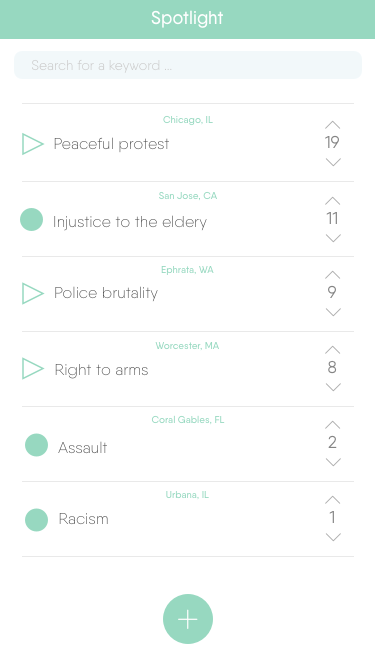 Spotlight
Search for a keyword ...
Chicago, IL
Peaceful protest
19
San Jose, CA
Injustice to the eldery
11
Ephrata, WA
Police brutality
9
Worcester, MA
Right to arms
8
Coral Gables, FL
Assault
2
Urbana, IL
Racism
1